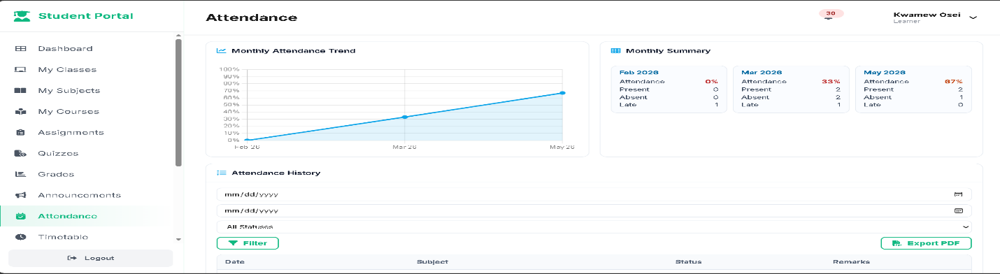 Student Portal
Dashboard
My Classes
My Subjects
My Courses
Assignments
Quizzes
Grades
Announcements
Attendance
Timetable
Logout
Attendance
30
Kwamew Osei
Learner
Monthly Attendance Trend
100%
90%
80%
70%
60%
50%
40%
30%
20%
10%
0%
Feb 26 Mar 26 May 26
Monthly Summary
Feb 2026
Attendance 0%
Present 0
Absent 0
Late 1
Mar 2026
Attendance 33%
Present 2
Absent 2
Late 1
May 2026
Attendance 67%
Present 2
Absent 1
Late 0
Attendance History
mm/dd/yyyy
mm/dd/yyyy
All Statuses
Filter Export PDF
Date Subject Status Remarks